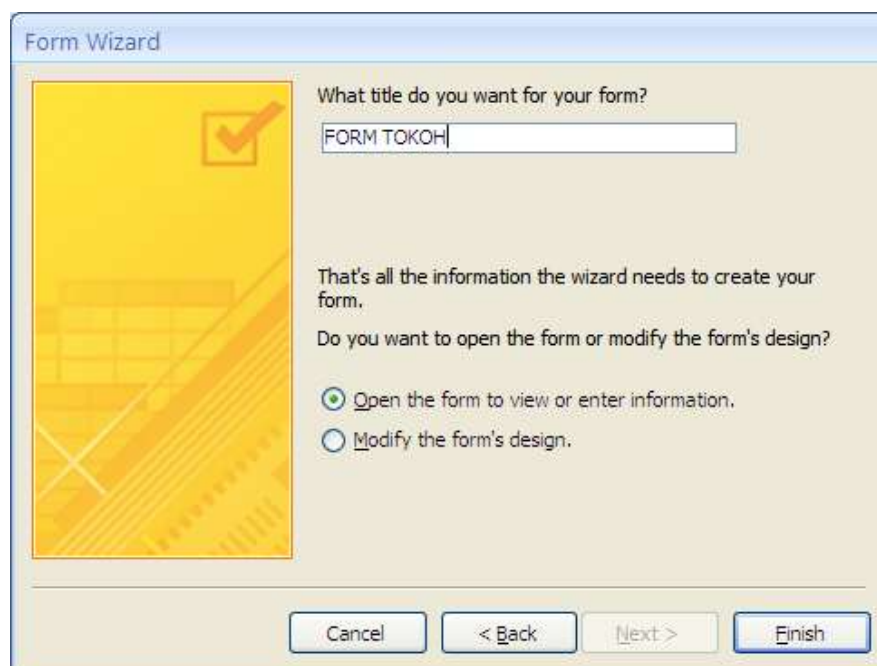 Form Wizard
What title do you want for your form?
FORM TOKOH
That's all the information the wizard needs to create your
form.
Do you want to open the form or modify the form's design?
Open the form to view or enter information.
Modify the form's design.
Cancel
< Back
Next >
Finish